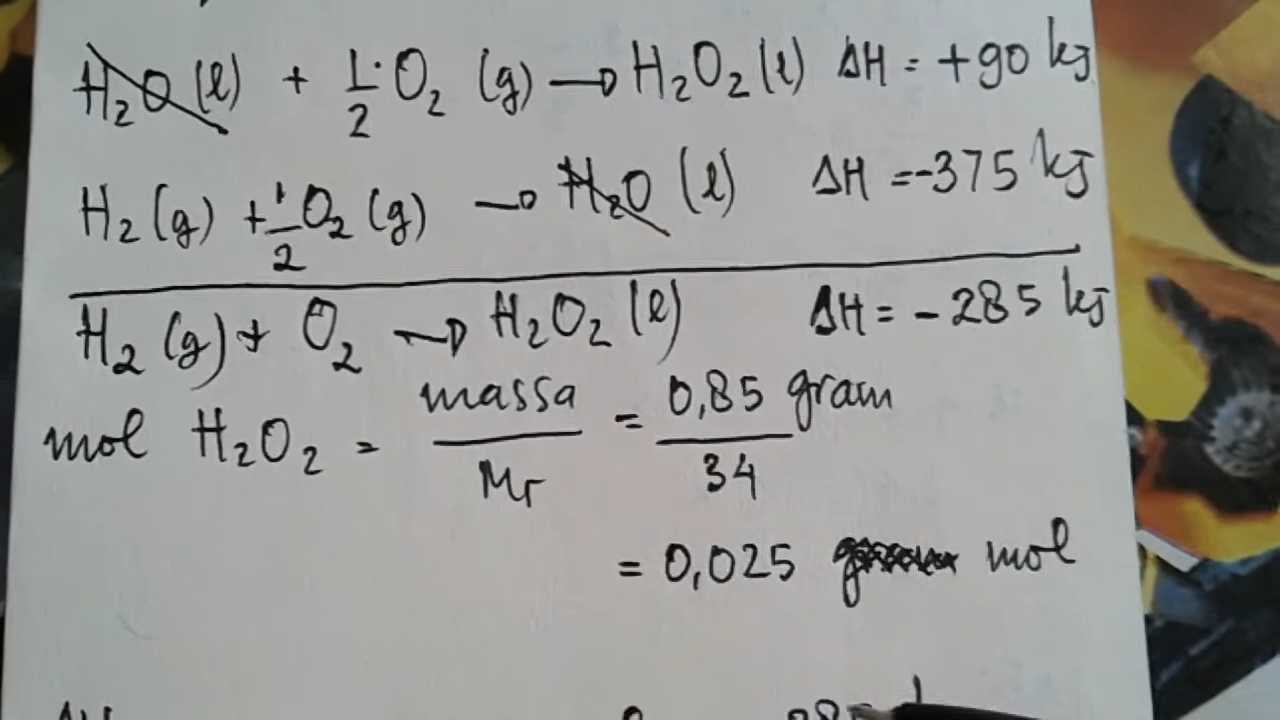 H₂O (l) + 1/2 · O₂ (g) → H₂O₂ (l) ΔH = +90 kJ
H₂ (g) + 1/2 O₂ (g) → H₂O (l) ΔH = -375 kJ
H₂ (g) + O₂ → H₂O₂ (l) ΔH = -285 kJ
mol H₂O₂ = massa/Mr = 0,85 gram/34
= 0,025 mol